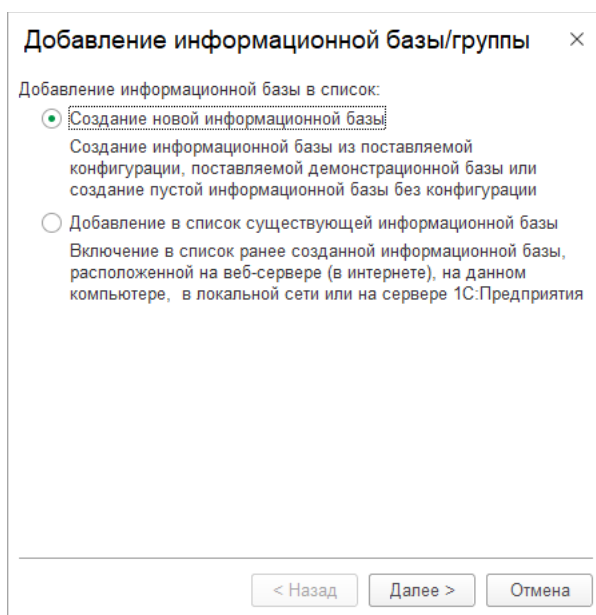 Добавление информационной базы/группы
Добавление информационной базы в список:
Создание новой информационной базы
Создание информационной базы из поставляемой
конфигурации, поставляемой демонстрационной базы или
создание пустой информационной базы без конфигурации
Добавление в список существующей информационной базы
Включение в список ранее созданной информационной базы,
расположенной на веб-сервере (в интернете), на данном
компьютере, в локальной сети или на сервере 1С:Предприятия
< Назад
Далее >
Отмена